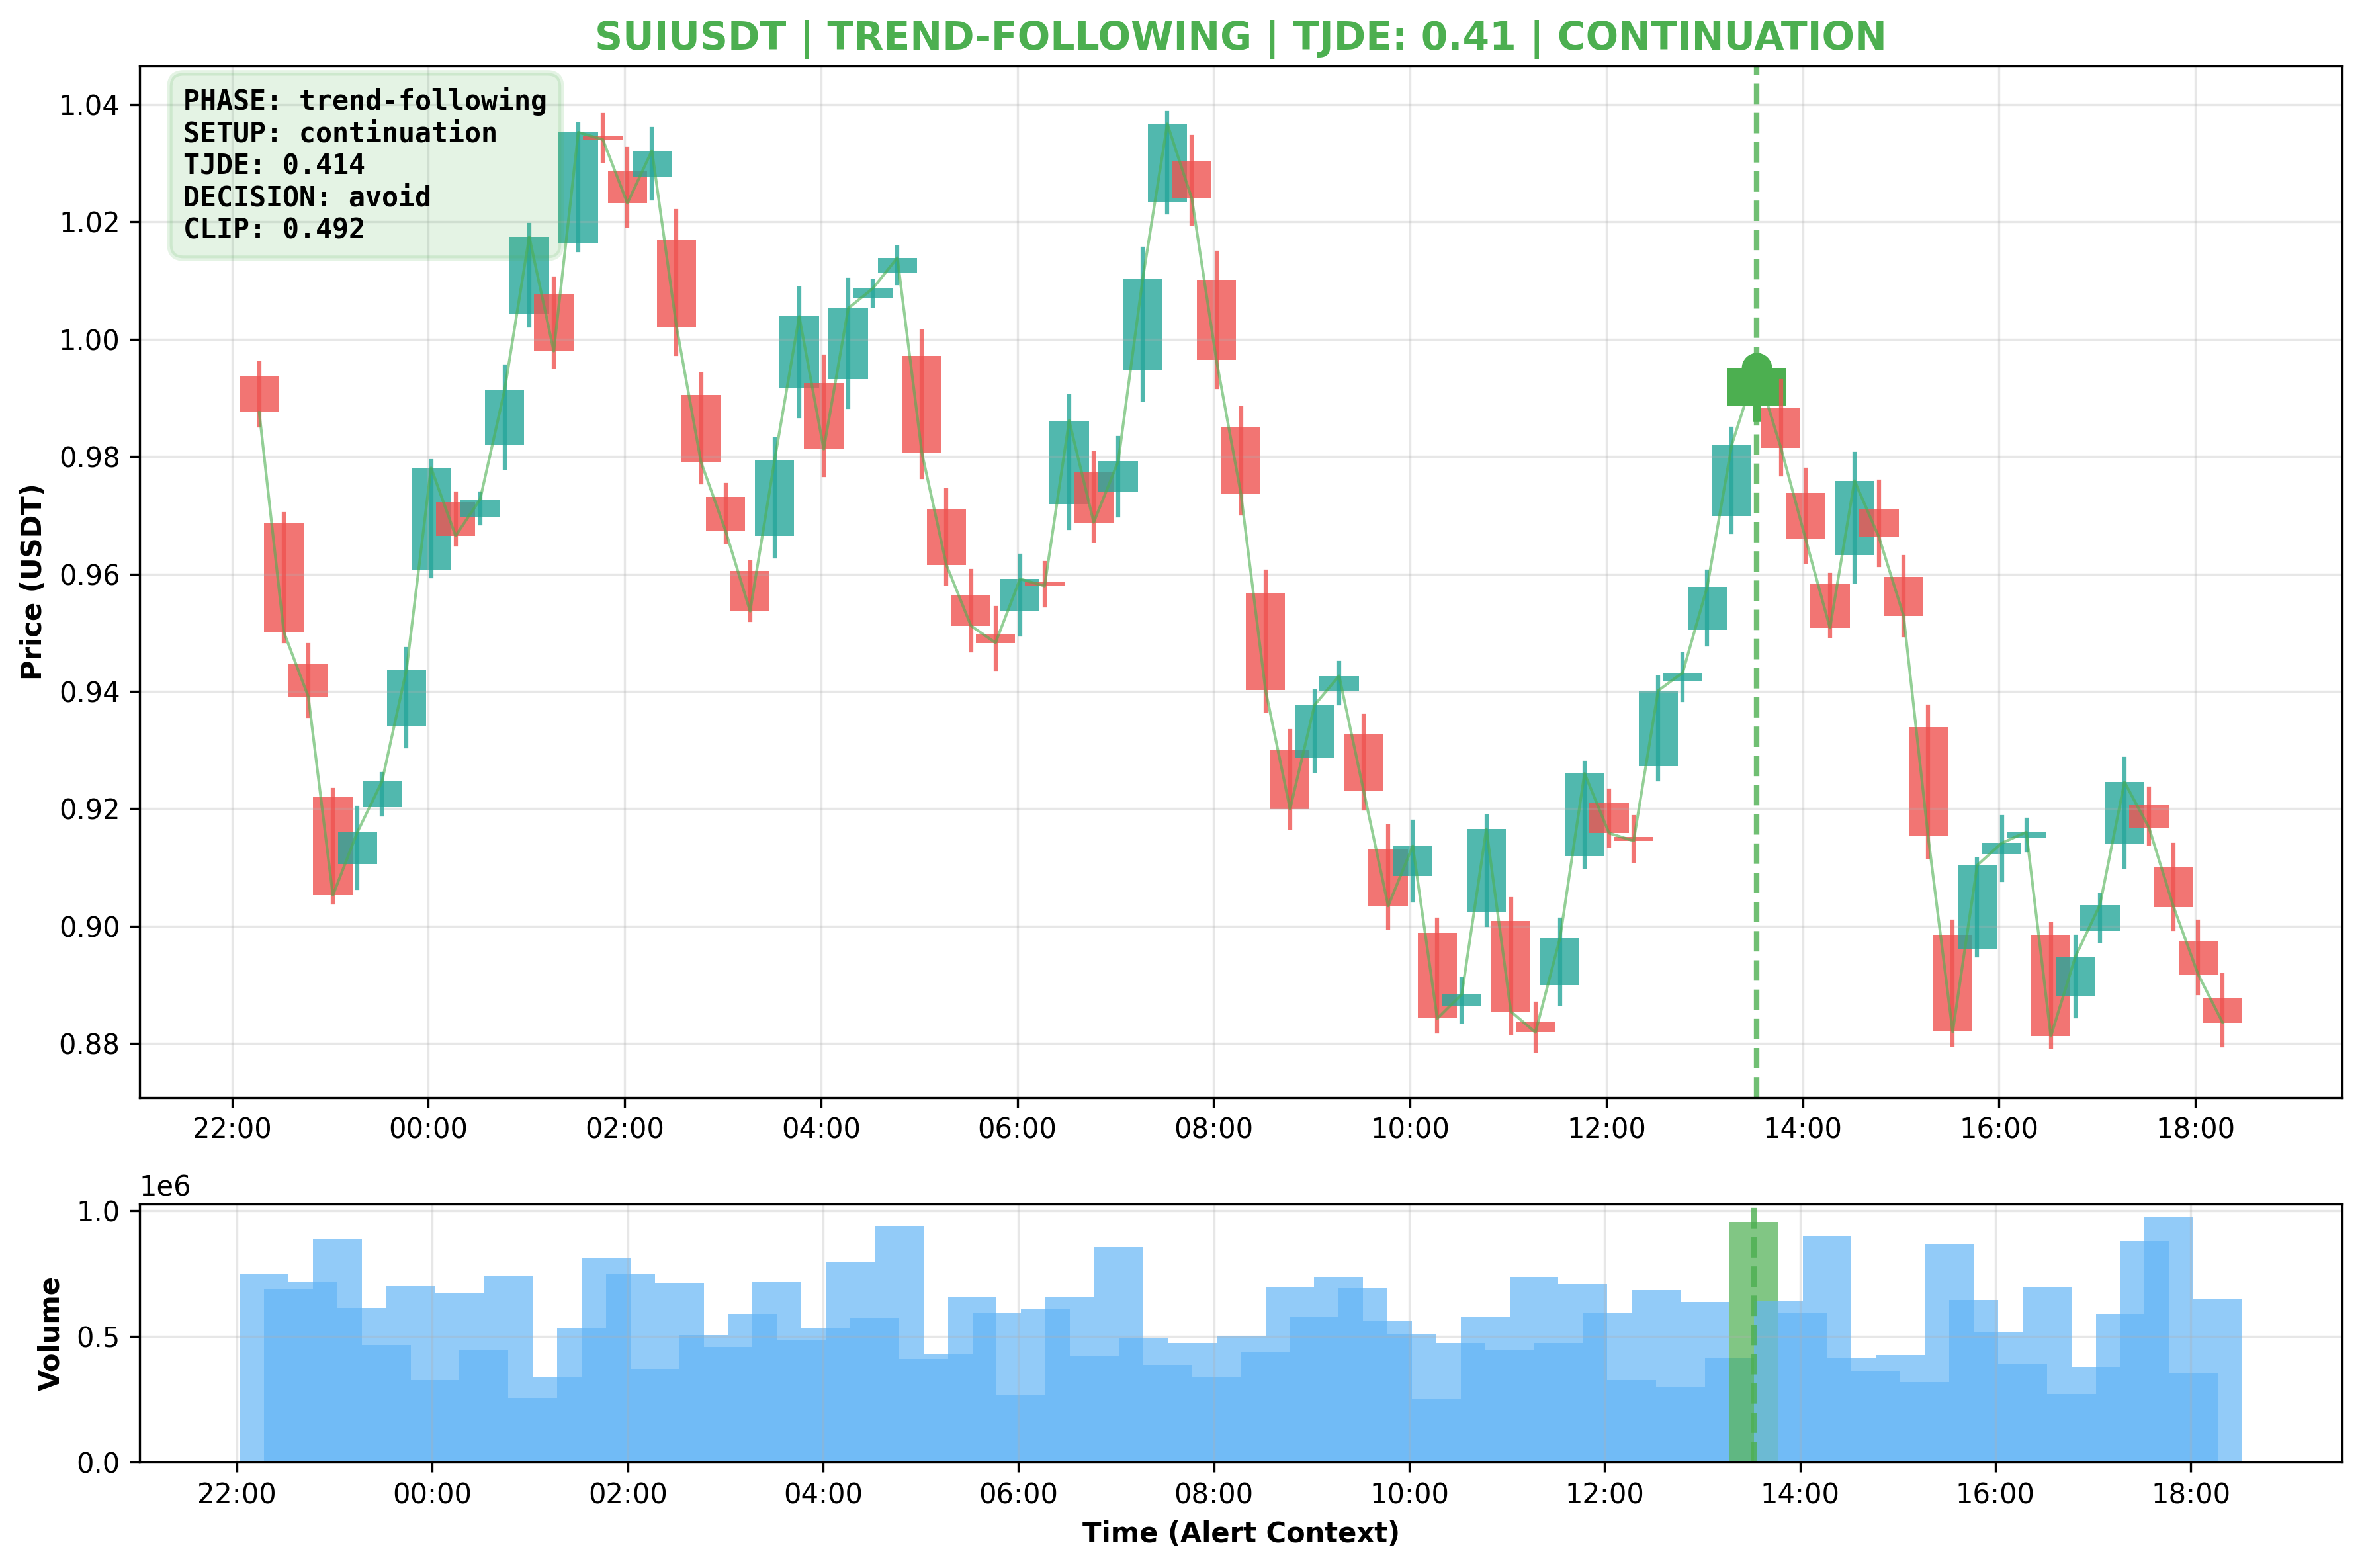 SUIUSDT | TREND-FOLLOWING | TJDE: 0.41 | CONTINUATION
PHASE: trend-following
SETUP: continuation
TJDE: 0.414
DECISION: avoid
CLIP: 0.492
Price (USDT)
1.04
1.02
1.00
0.98
0.96
0.94
0.92
0.90
0.88
22:00 00:00 02:00 04:00 06:00 08:00 10:00 12:00 14:00 16:00 18:00
1e6
Volume
1.0
0.5
0.0
22:00 00:00 02:00 04:00 06:00 08:00 10:00 12:00 14:00 16:00 18:00
Time (Alert Context)